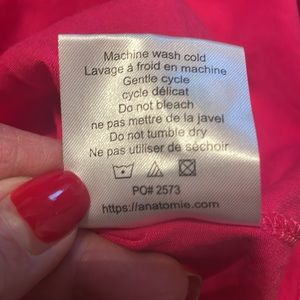 Machine wash cold
Lavage à froid en machine
Gentle cycle
cycle délicat
Do not bleach
ne pas mettre de la javel
Do not tumble dry
Ne pas utiliser de séchoir
PO# 2573
https://anatomie.com/